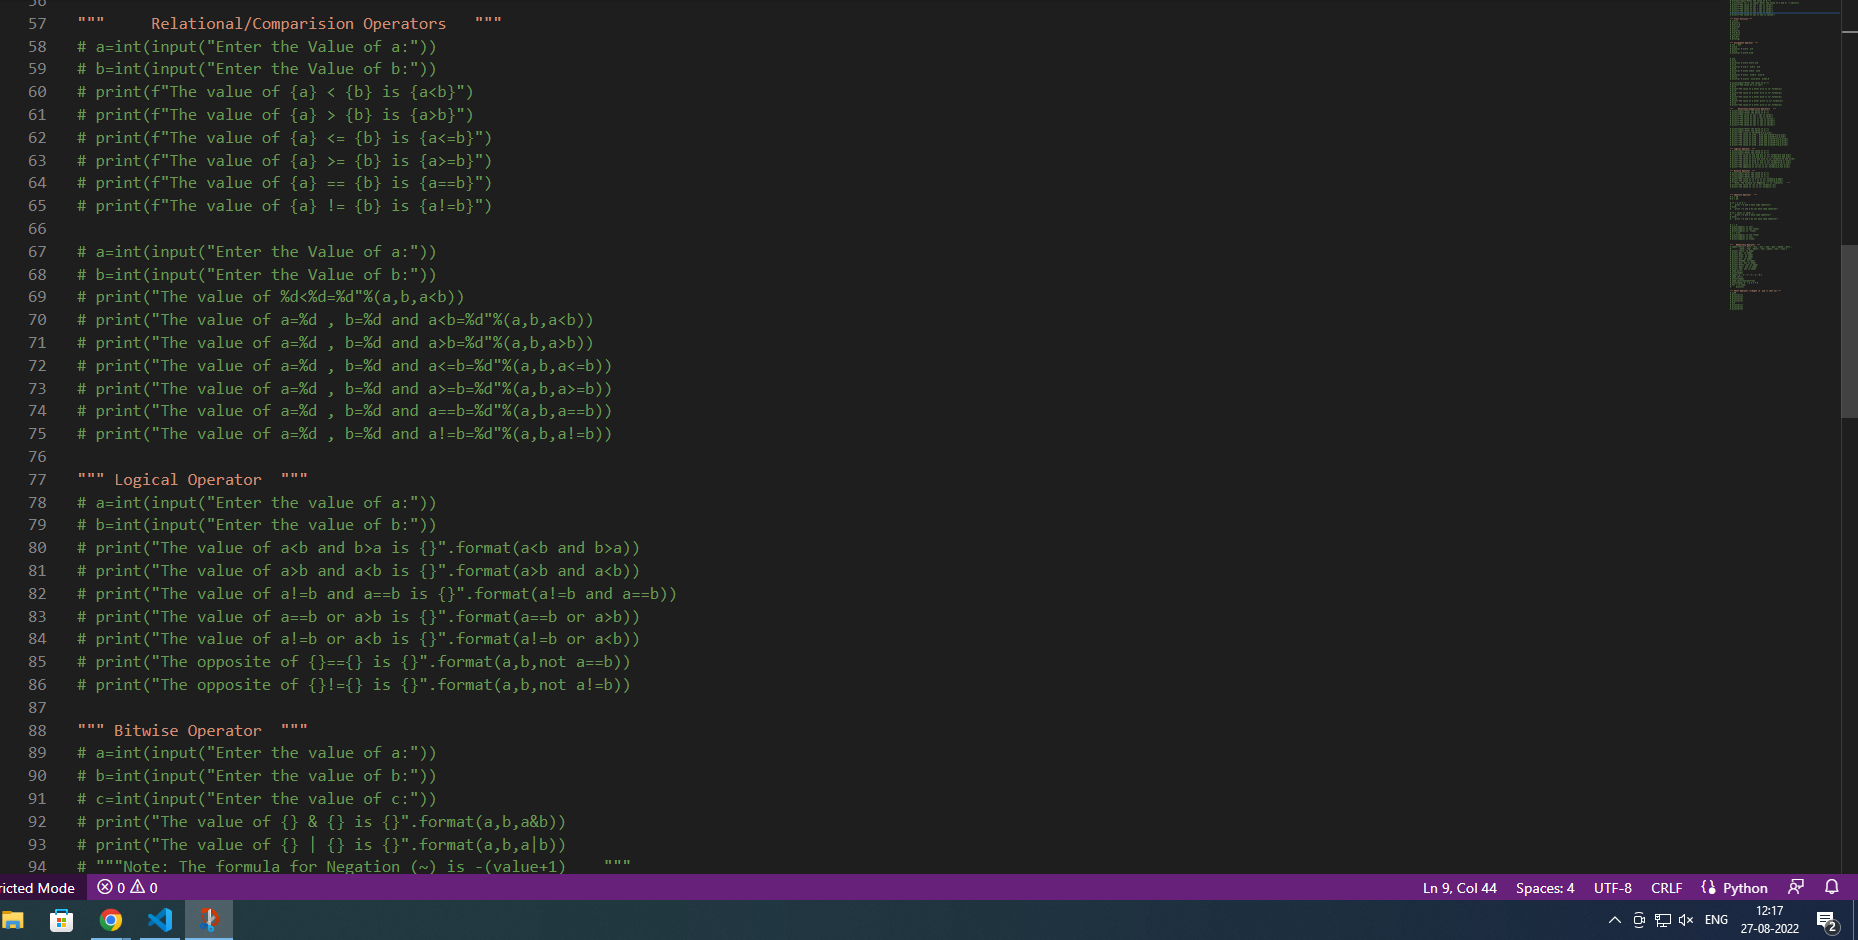 56
57 """     Relational/Comparision Operators   """
58 # a=int(input("Enter the Value of a:"))
59 # b=int(input("Enter the Value of b:"))
60 # print(f"The value of {a} < {b} is {a<b}")
61 # print(f"The value of {a} > {b} is {a>b}")
62 # print(f"The value of {a} <= {b} is {a<=b}")
63 # print(f"The value of {a} >= {b} is {a>=b}")
64 # print(f"The value of {a} == {b} is {a==b}")
65 # print(f"The value of {a} != {b} is {a!=b}")
66
67 # a=int(input("Enter the Value of a:"))
68 # b=int(input("Enter the Value of b:"))
69 # print("The value of %d<%d=%d"%(a,b,a<b))
70 # print("The value of a=%d , b=%d and a<b=%d"%(a,b,a<b))
71 # print("The value of a=%d , b=%d and a>b=%d"%(a,b,a>b))
72 # print("The value of a=%d , b=%d and a<=b=%d"%(a,b,a<=b))
73 # print("The value of a=%d , b=%d and a>=b=%d"%(a,b,a>=b))
74 # print("The value of a=%d , b=%d and a==b=%d"%(a,b,a==b))
75 # print("The value of a=%d , b=%d and a!=b=%d"%(a,b,a!=b))
76
77 """ Logical Operator  """
78 # a=int(input("Enter the value of a:"))
79 # b=int(input("Enter the value of b:"))
80 # print("The value of a<b and b>a is {}".format(a<b and b>a))
81 # print("The value of a>b and a<b is {}".format(a>b and a<b))
82 # print("The value of a!=b and a==b is {}".format(a!=b and a==b))
83 # print("The value of a==b or a>b is {}".format(a==b or a>b))
84 # print("The value of a!=b or a<b is {}".format(a!=b or a<b))
85 # print("The opposite of {}=={} is {}".format(a,b,not a==b))
86 # print("The opposite of {}!={} is {}".format(a,b,not a!=b))
87
88 """ Bitwise Operator  """
89 # a=int(input("Enter the value of a:"))
90 # b=int(input("Enter the value of b:"))
91 # c=int(input("Enter the value of c:"))
92 # print("The value of {} & {} is {}".format(a,b,a&b))
93 # print("The value of {} | {} is {}".format(a,b,a|b))
94 # """Note: The formula for Negation (~) is -(value+1)    """
ricted Mode 0 0 Ln 9, Col 44 Spaces: 4 UTF-8 CRLF Python
ENG 12:17 2
27-08-2022